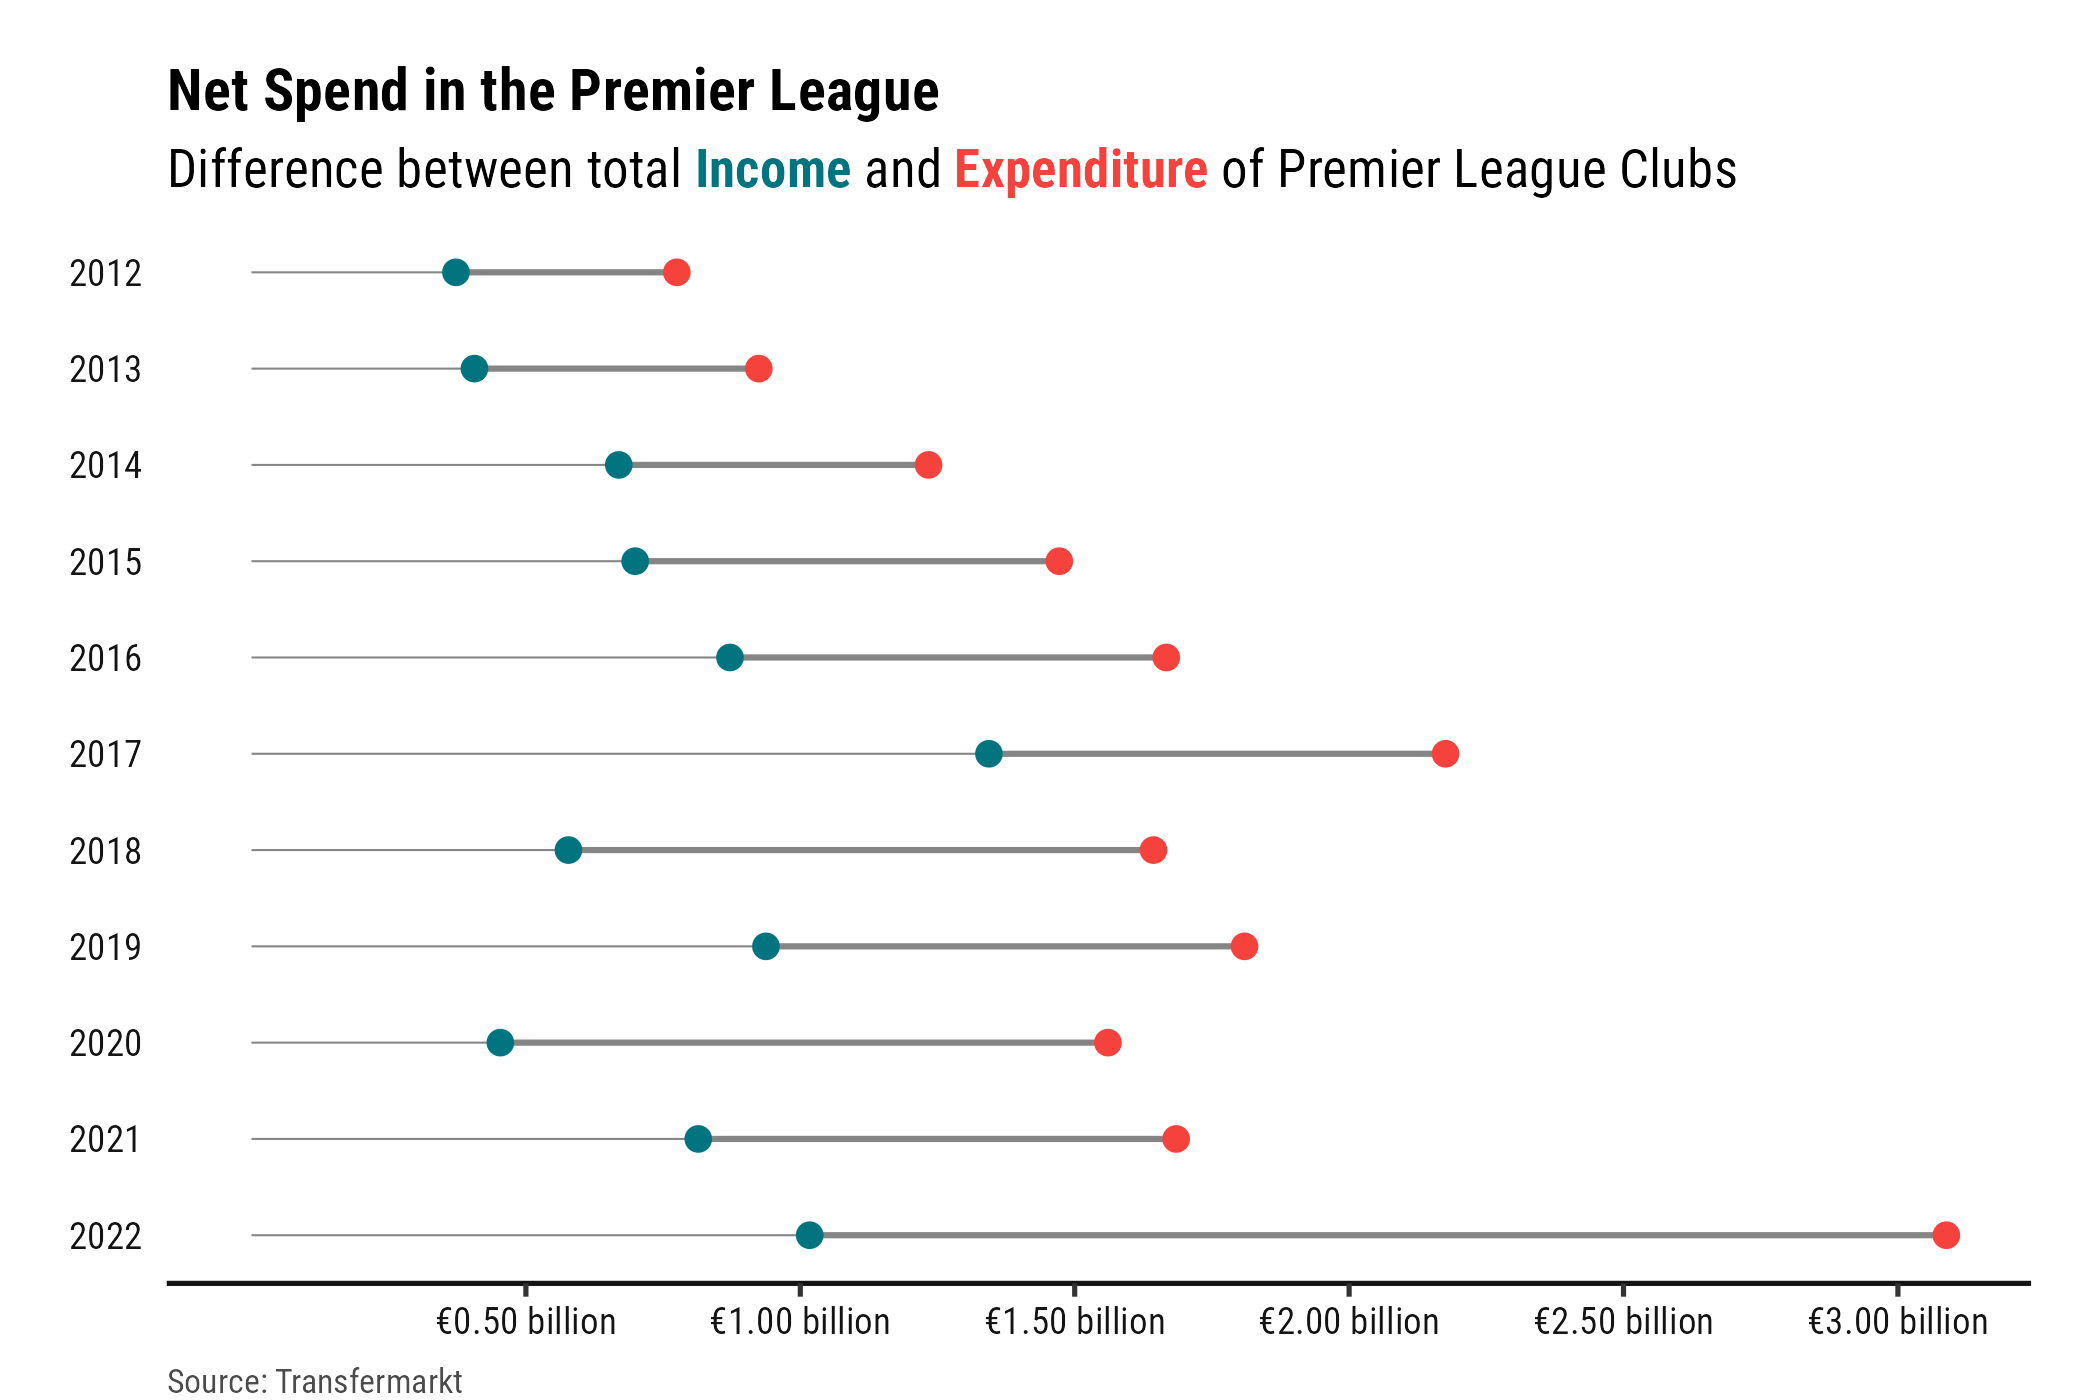 Net Spend in the Premier League
Difference between total Income and Expenditure of Premier League Clubs
2012
2013
2014
2015
2016
2017
2018
2019
2020
2021
2022
€0.50 billion €1.00 billion €1.50 billion €2.00 billion €2.50 billion €3.00 billion
Source: Transfermarkt